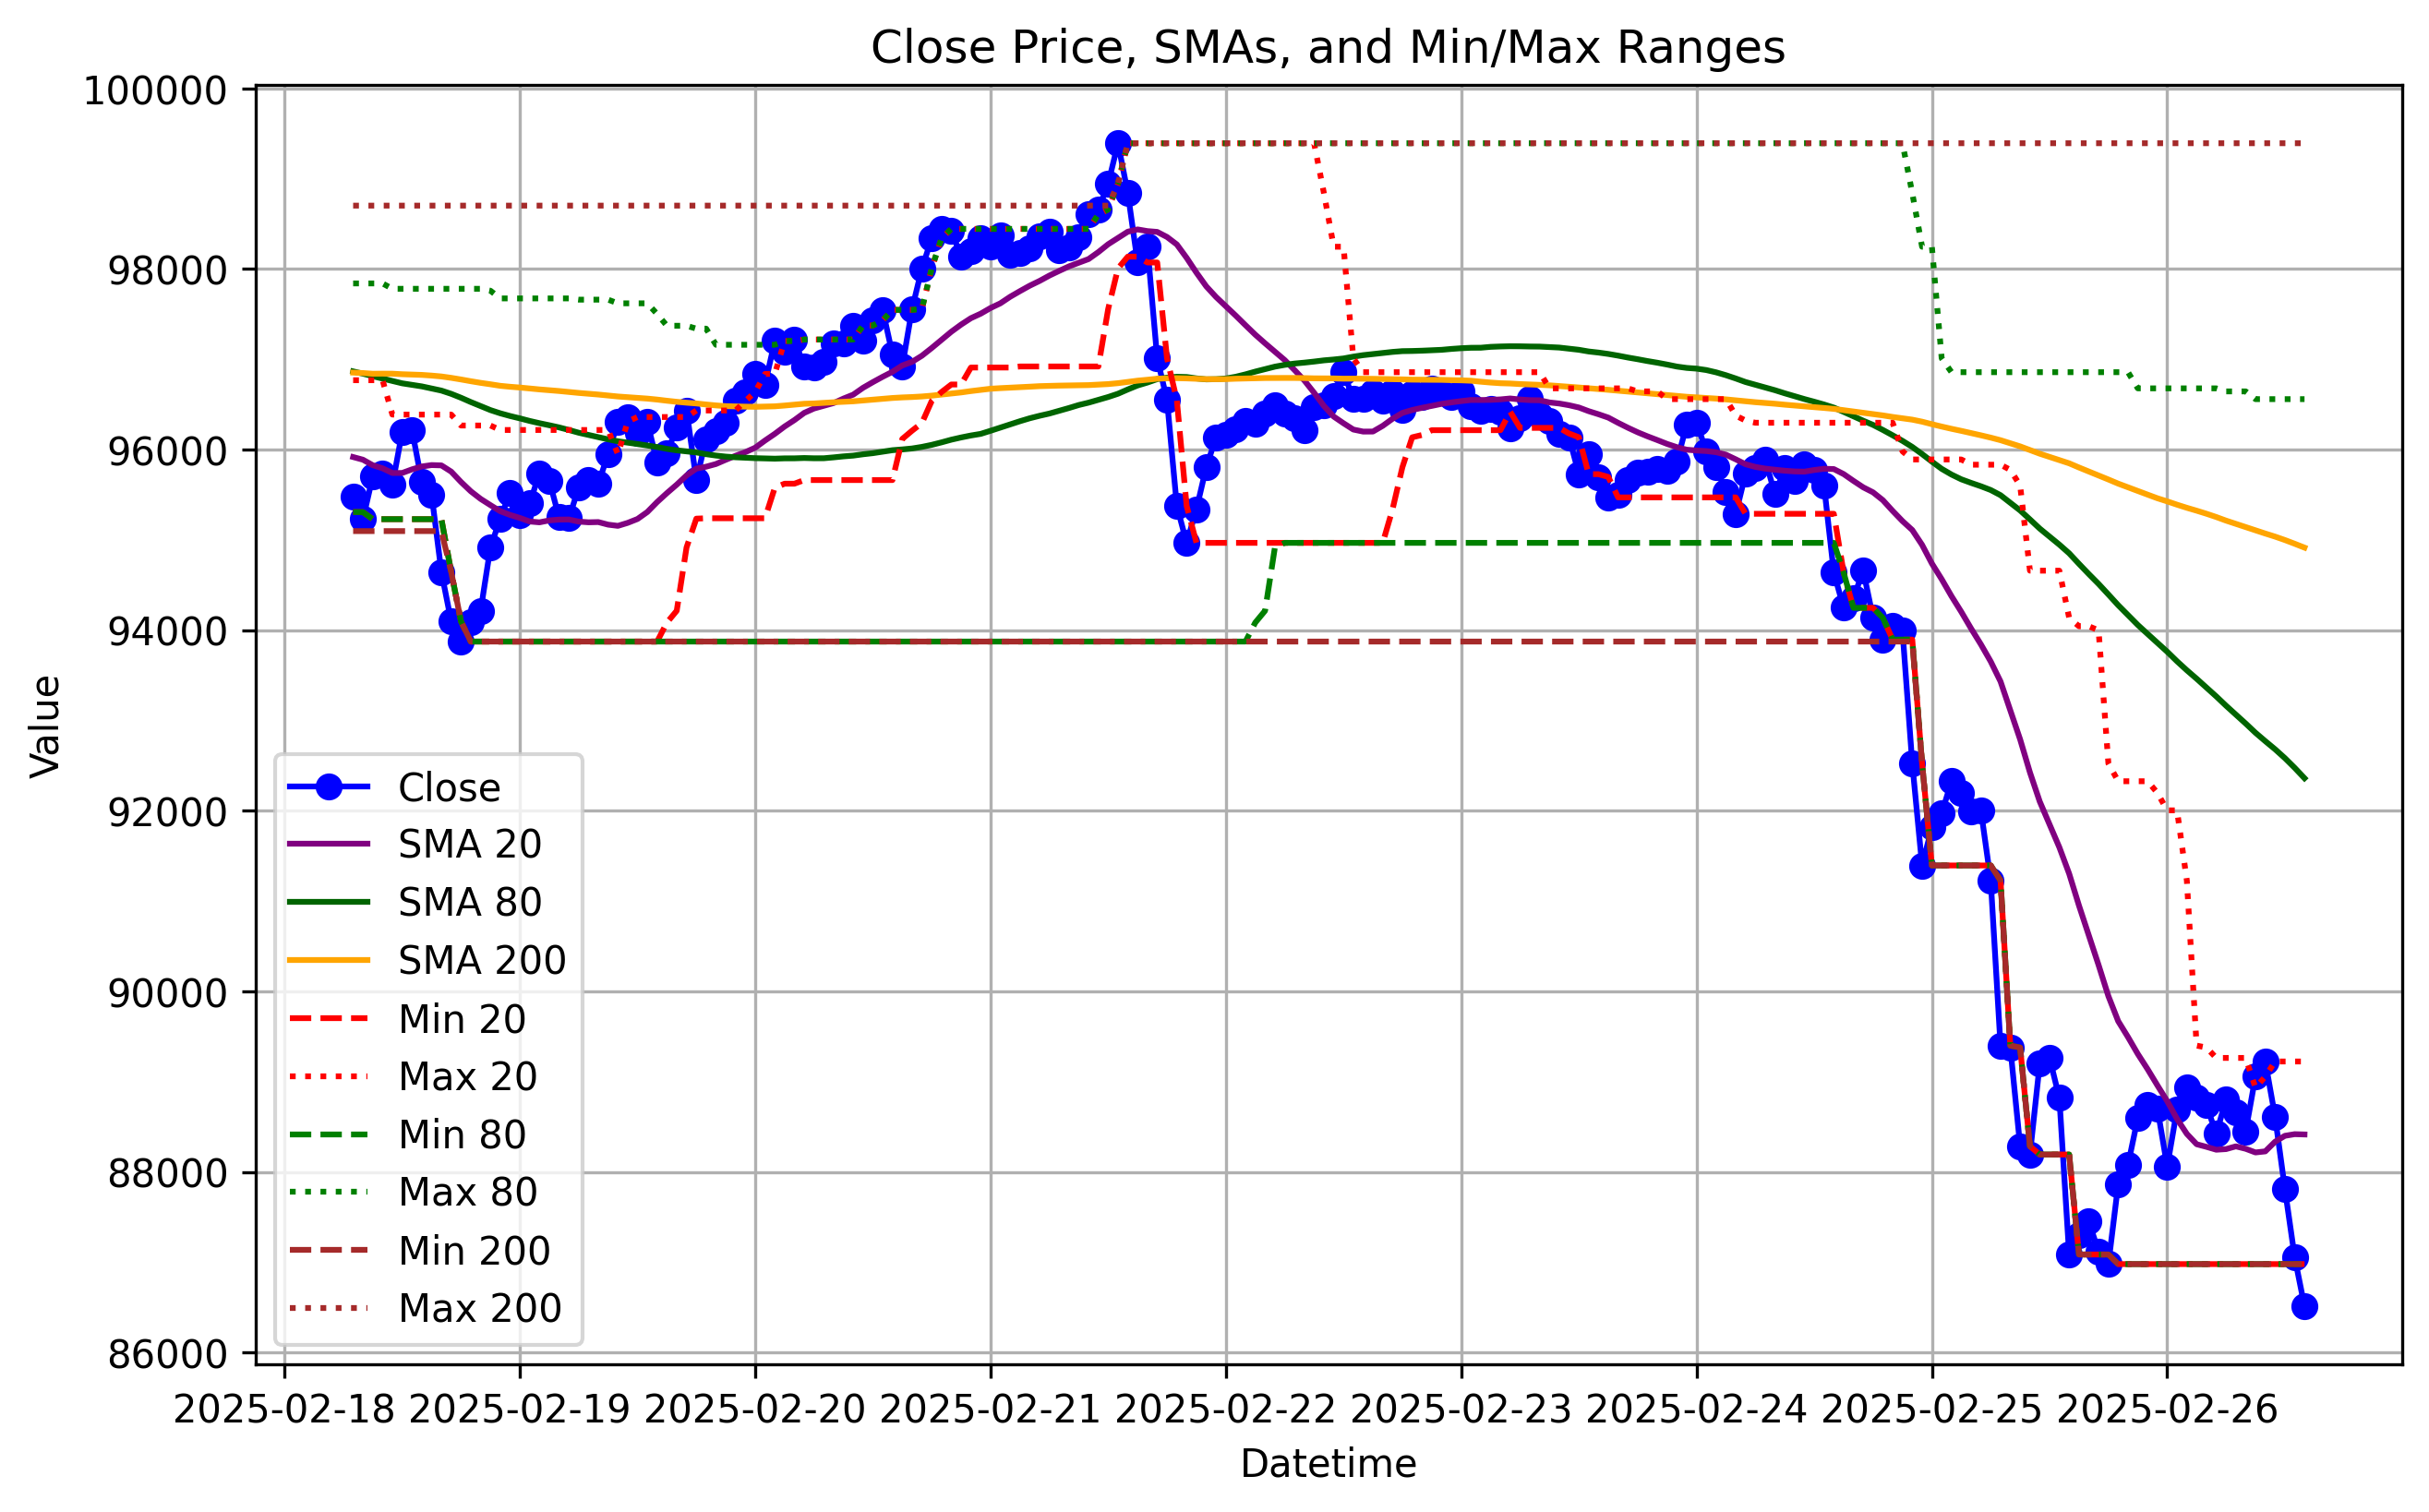 Close Price, SMAs, and Min/Max Ranges
100000
98000
96000
94000
92000
90000
88000
86000
Value
Close
SMA 20
SMA 80
SMA 200
Min 20
Max 20
Min 80
Max 80
Min 200
Max 200
2025-02-18 2025-02-19 2025-02-20 2025-02-21 2025-02-22 2025-02-23 2025-02-24 2025-02-25 2025-02-26
Datetime